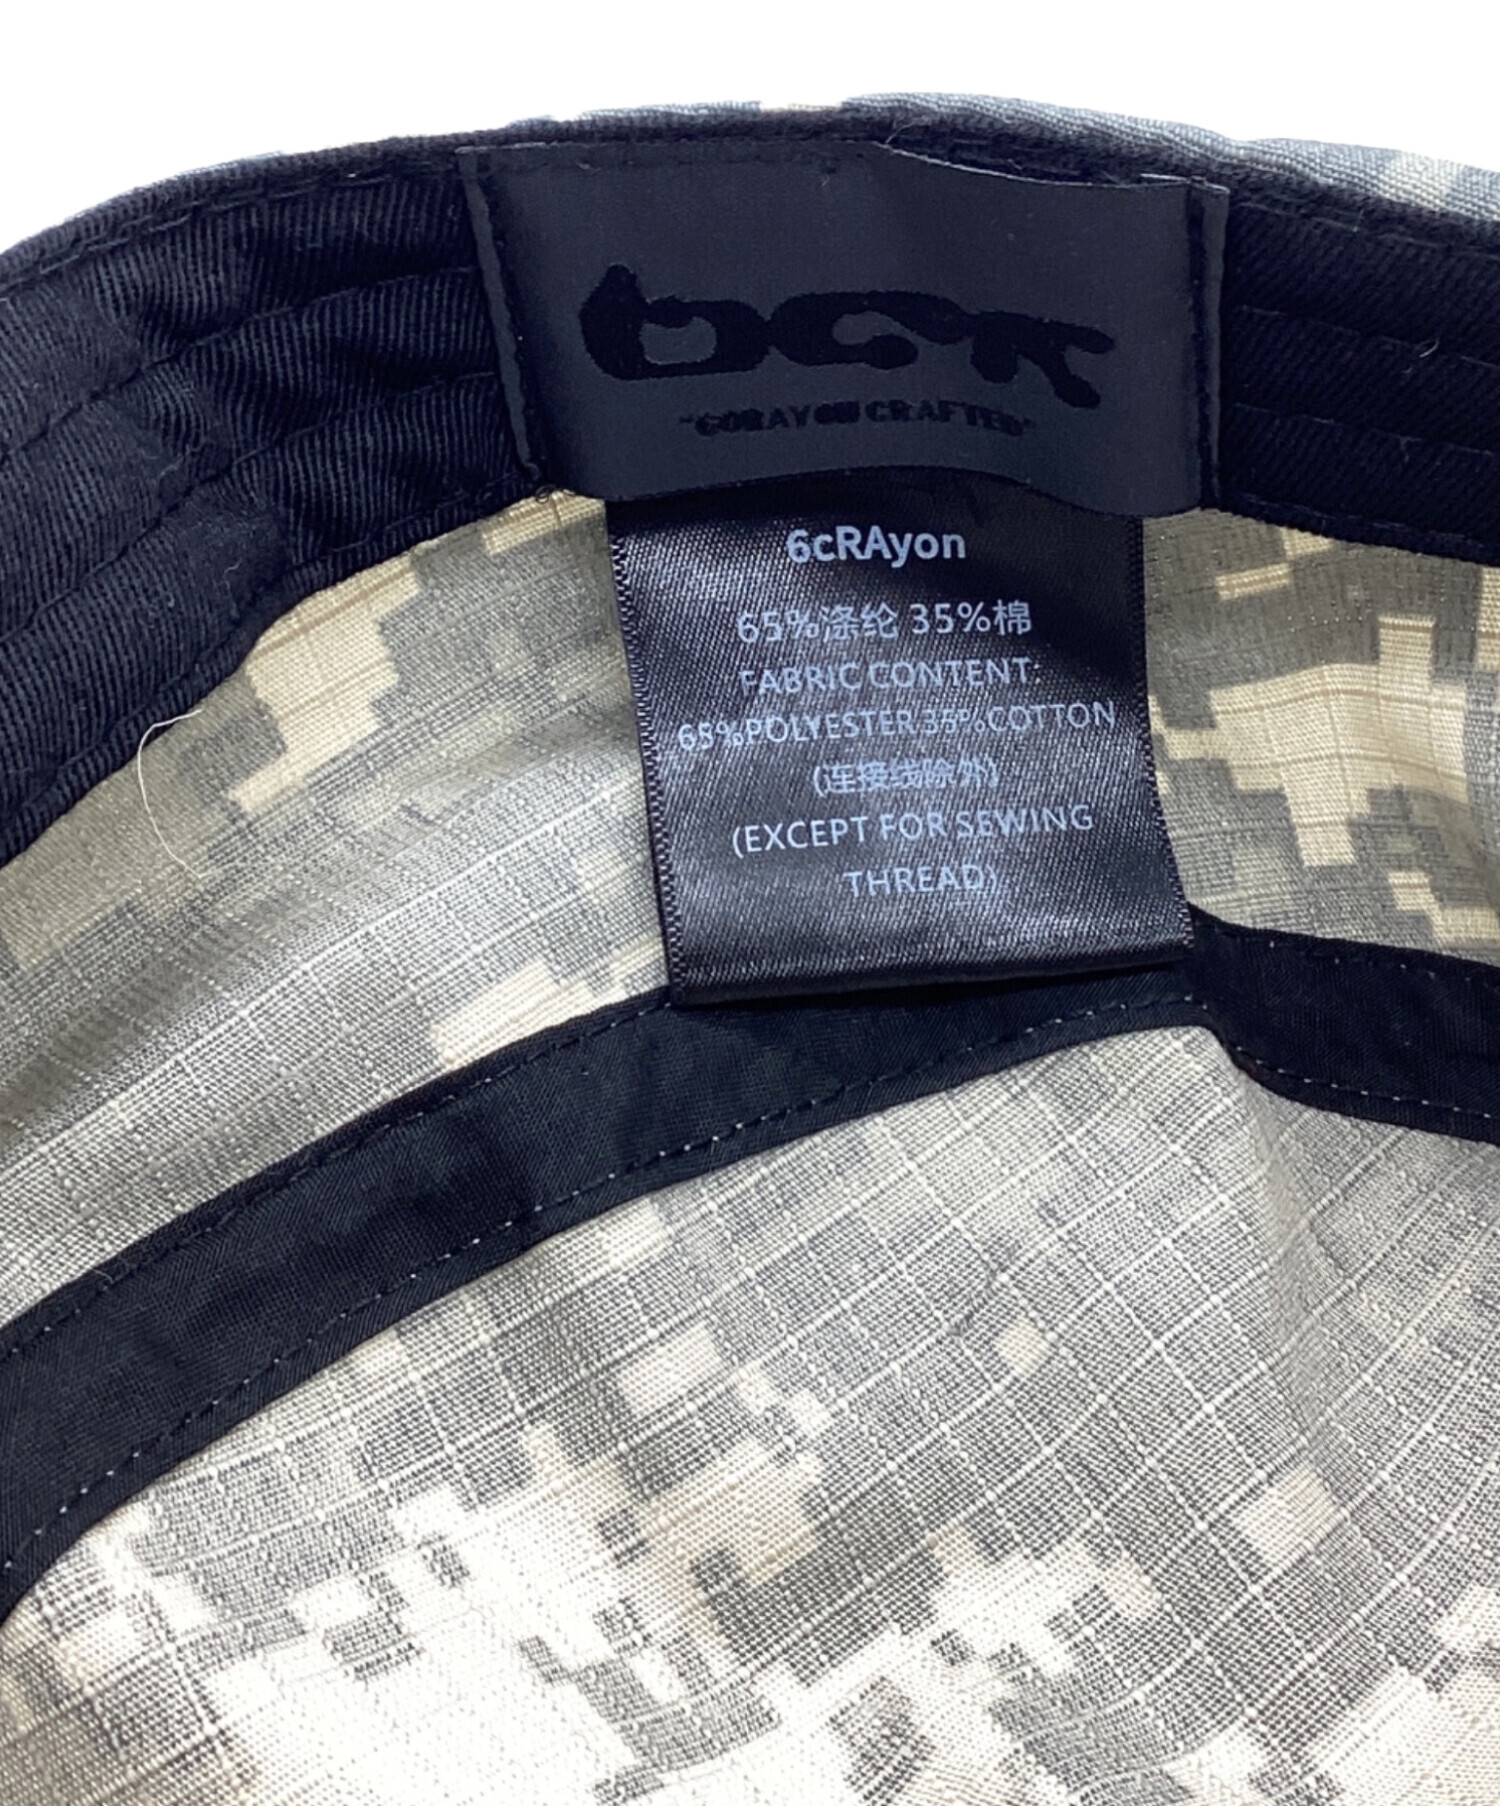 6cr
"6CRAYON CRAFTED"
6cRAyon
65%涤纶 35%棉
FABRIC CONTENT:
65%POLYESTER 35%COTTON
(连接线除外)
(EXCEPT FOR SEWING
THREAD)